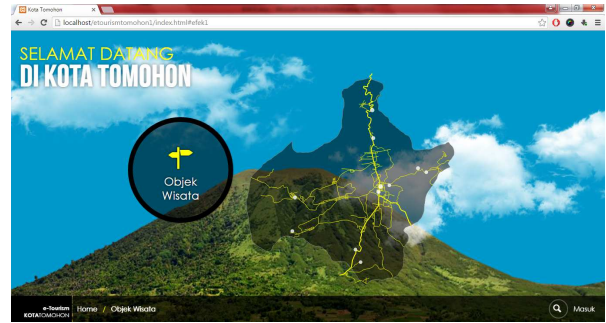 Kota Tomohon
localhost/etourismtomohon1/index.html#efek1
SELAMAT DATANG
DI KOTA TOMOHON
Objek
Wisata
e-Tourism
KOTATOMOHON
Home / Objek Wisata
Masuk